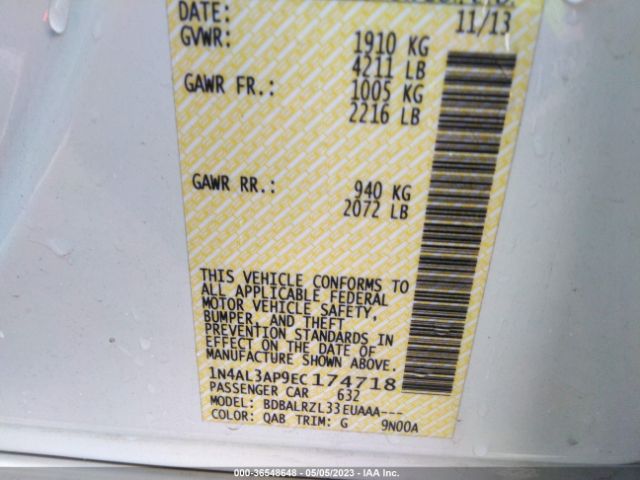 DATE: 11/13
GVWR: 1910 KG
4211 LB
GAWR FR.: 1005 KG
2216 LB
GAWR RR.: 940 KG
2072 LB
THIS VEHICLE CONFORMS TO
ALL APPLICABLE FEDERAL
MOTOR VEHICLE SAFETY,
BUMPER, AND THEFT
PREVENTION STANDARDS IN
EFFECT ON THE DATE OF
MANUFACTURE SHOWN ABOVE.
1N4AL3AP9EC174718
PASSENGER CAR 632
MODEL: BDBALRZL33EUAAA---
COLOR: QAB TRIM: G 9N00A
000-36548648 - 05/05/2023 - IAA Inc.